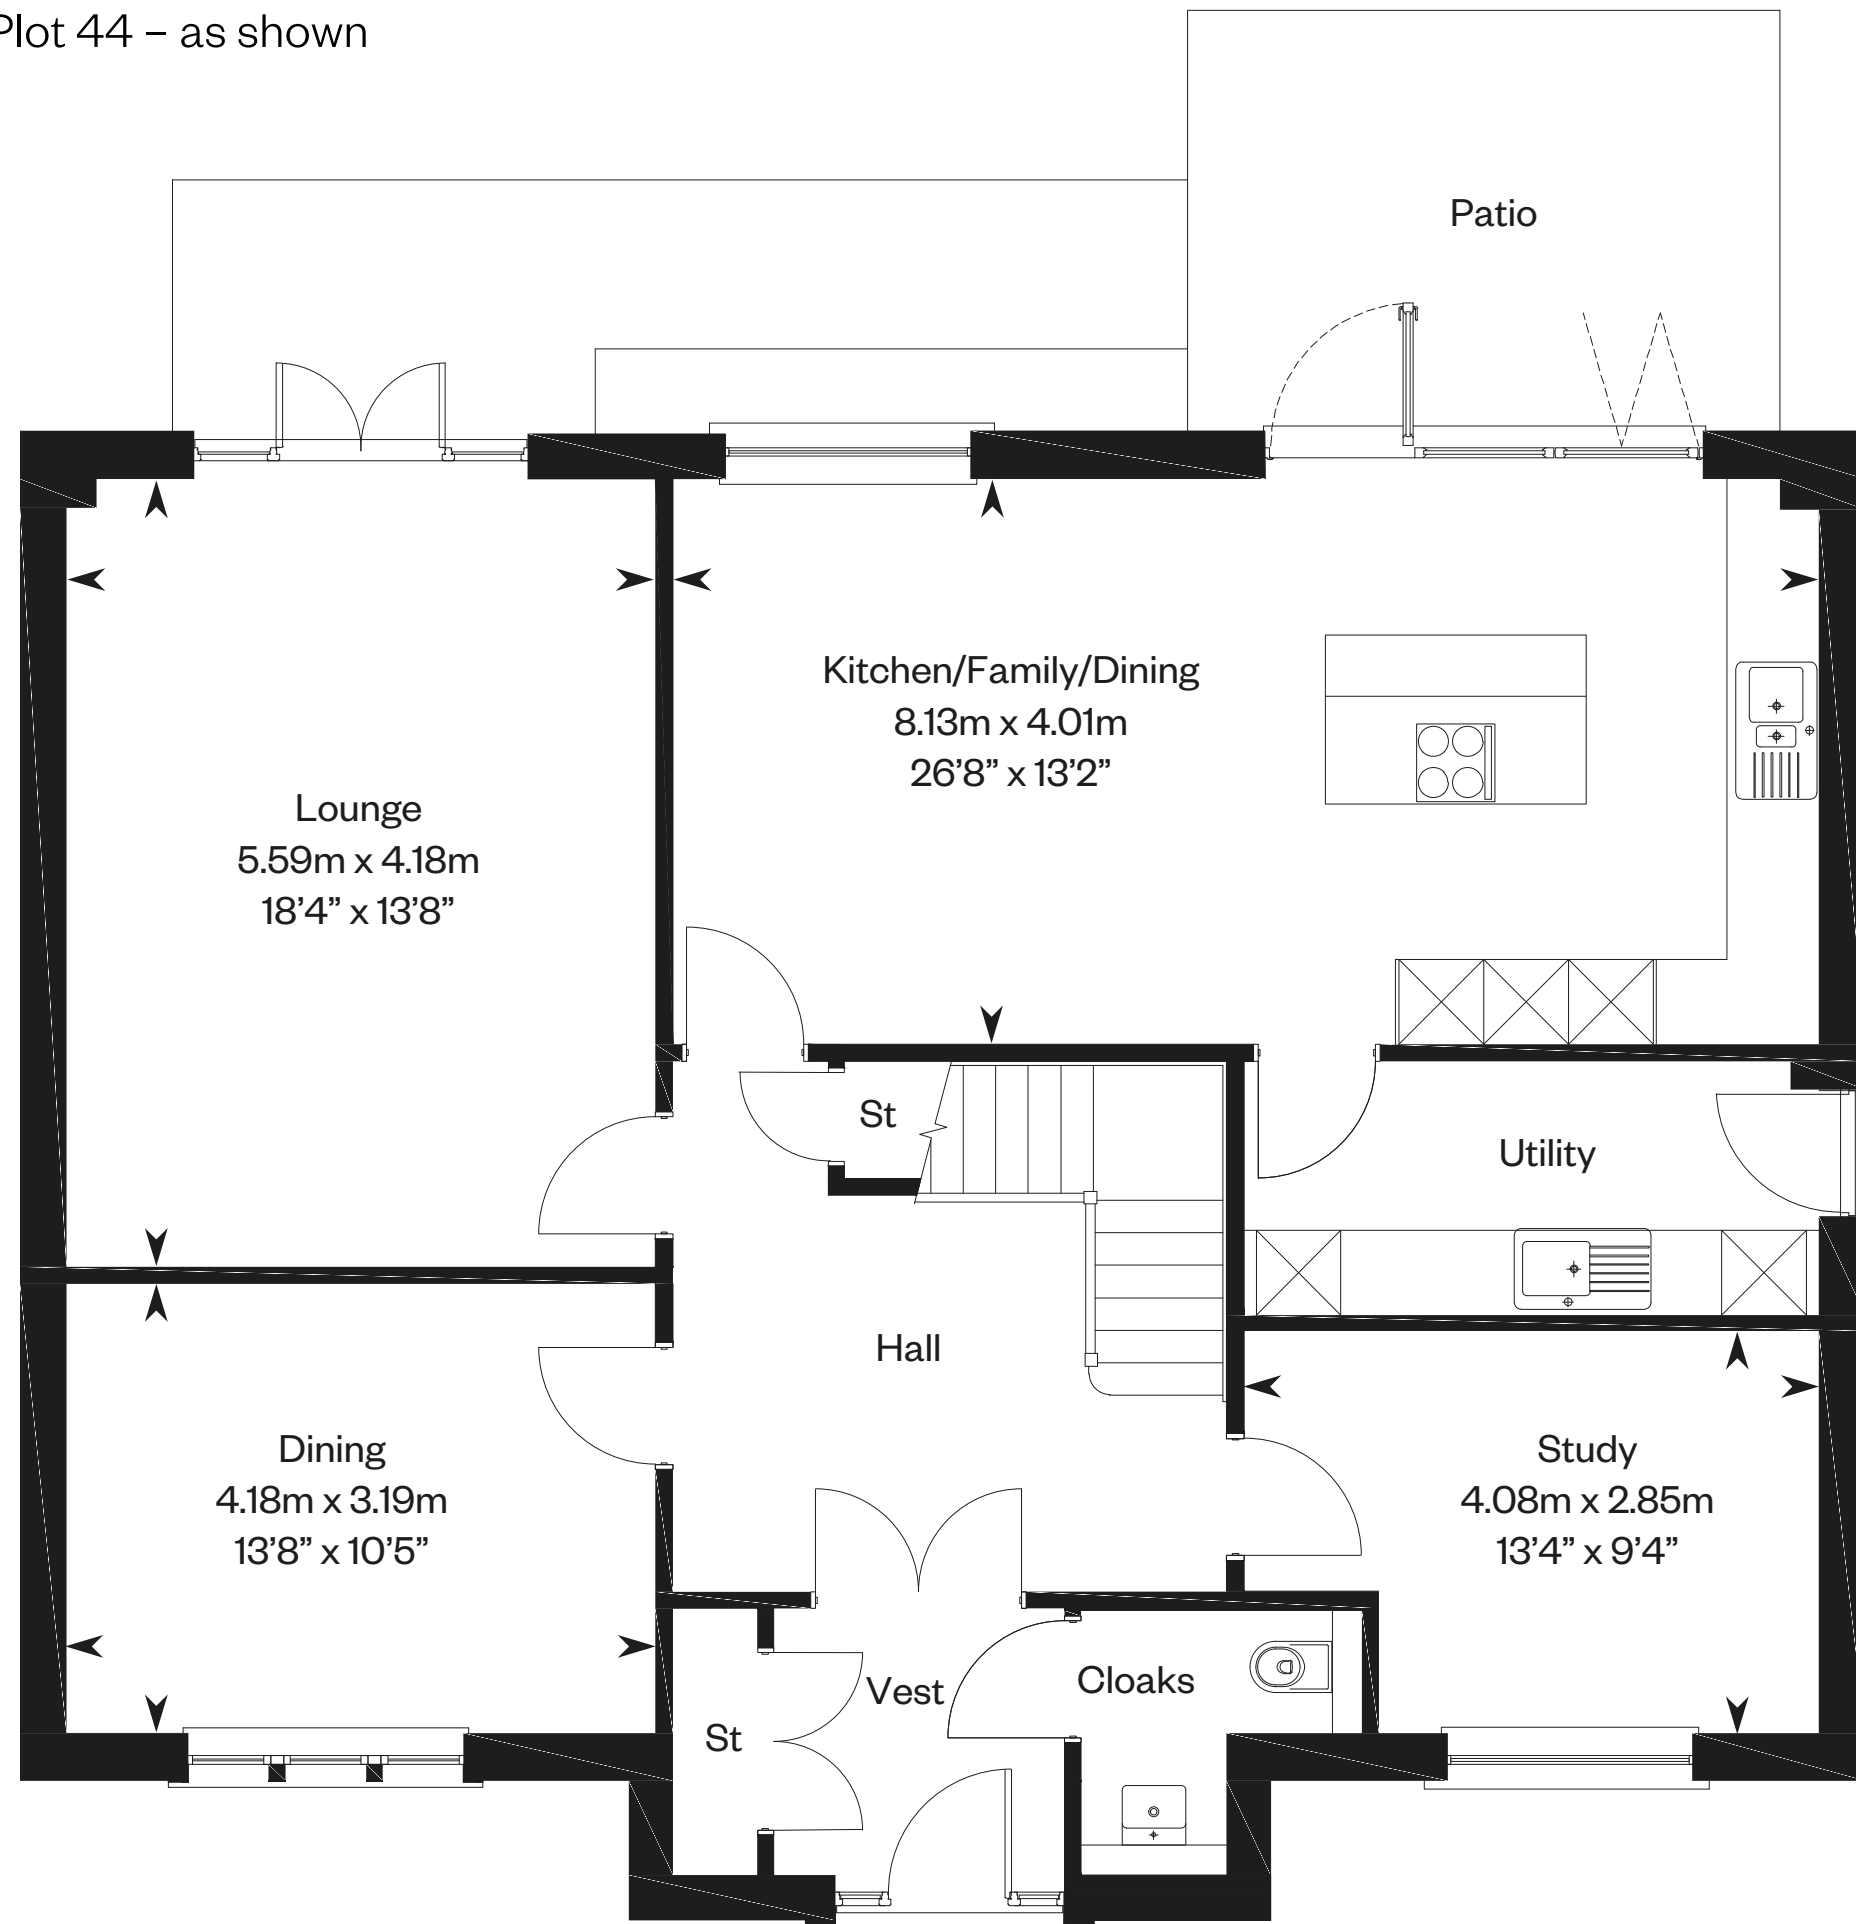 Plot 44 – as shown
Patio
Kitchen/Family/Dining
8.13m x 4.01m
26’8” x 13’2”
Lounge
5.59m x 4.18m
18’4” x 13’8”
St
Utility
Hall
Dining
4.18m x 3.19m
13’8” x 10’5”
Study
4.08m x 2.85m
13’4” x 9’4”
Vest
Cloaks
St